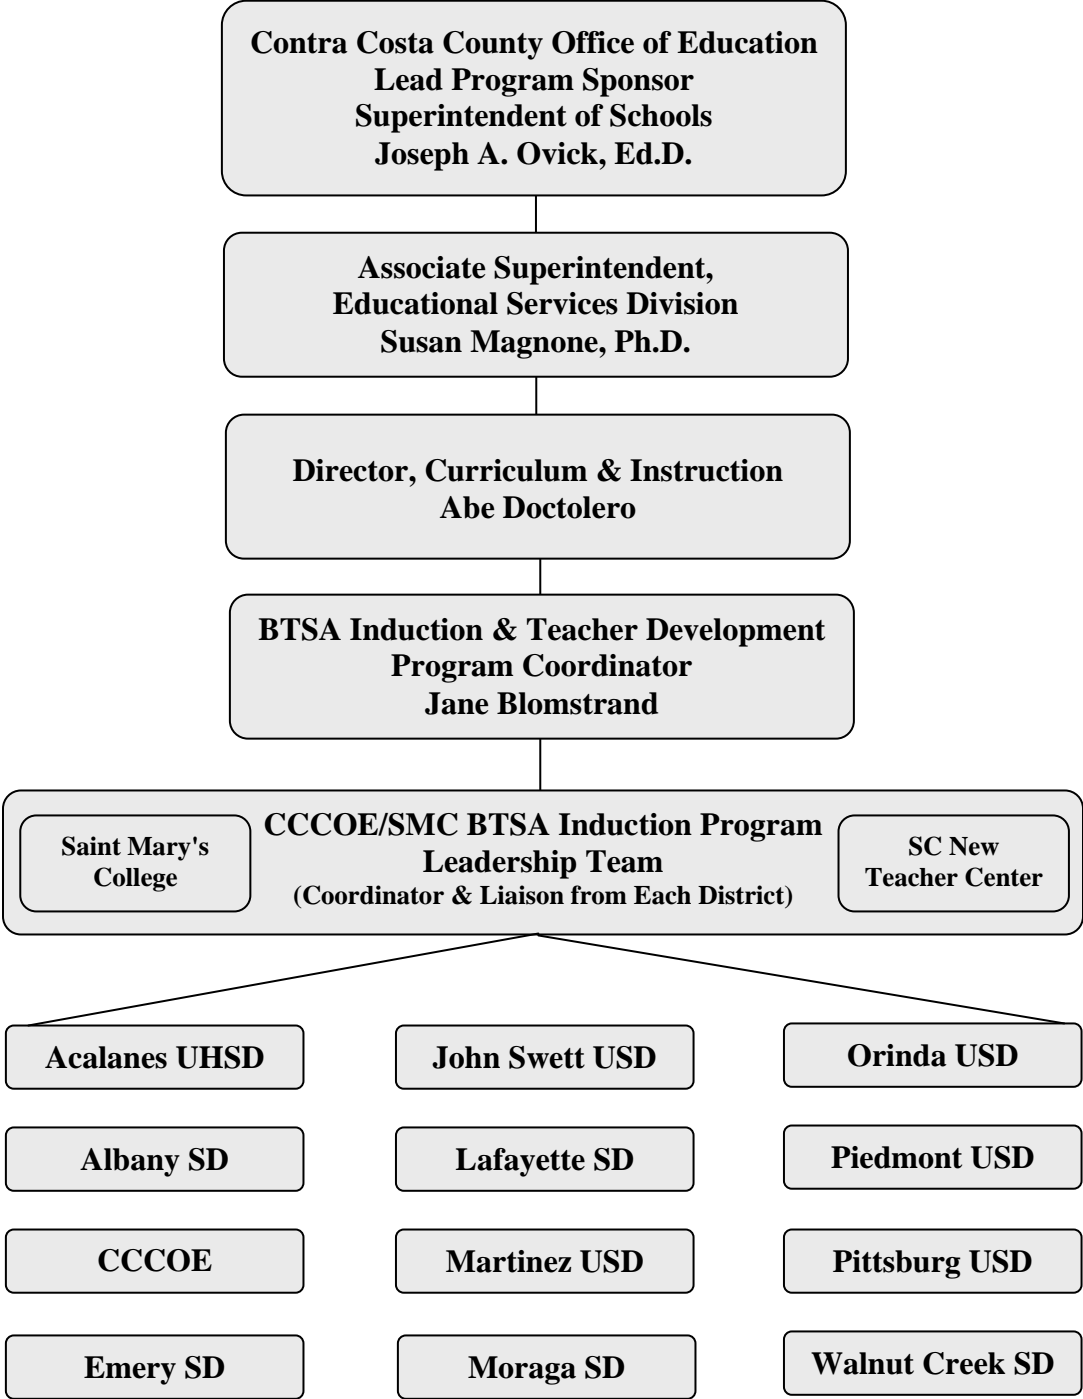 Contra Costa County Office of Education
Lead Program Sponsor
Superintendent of Schools
Joseph A. Ovick, Ed.D.
Associate Superintendent,
Educational Services Division
Susan Magnone, Ph.D.
Director, Curriculum & Instruction
Abe Doctolero
BTSA Induction & Teacher Development
Program Coordinator
Jane Blomstrand
Saint Mary's
College
CCCOE/SMC BTSA Induction Program
Leadership Team
(Coordinator & Liaison from Each District)
SC New
Teacher Center
Acalanes UHSD
John Swett USD
Orinda USD
Albany SD
Lafayette SD
Piedmont USD
CCCOE
Martinez USD
Pittsburg USD
Emery SD
Moraga SD
Walnut Creek SD